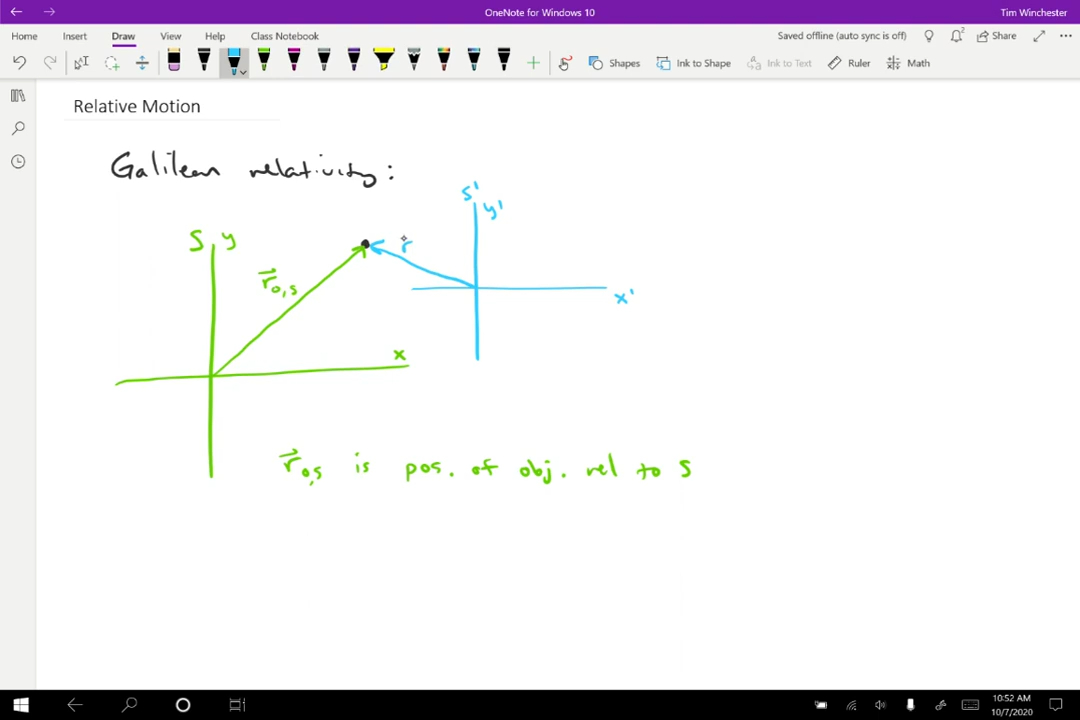 OneNote for Windows 10
Tim Winchester
Home Insert Draw View Help Class Notebook
Saved offline (auto sync is off) Share
Shapes Ink to Shape Ink to Text Ruler Math
Relative Motion
Galilean relativity:
S'
y'
S y
r
r⃗o,s
x'
x
r⃗o,s is pos. of obj. rel to S
10:52 AM
10/7/2020